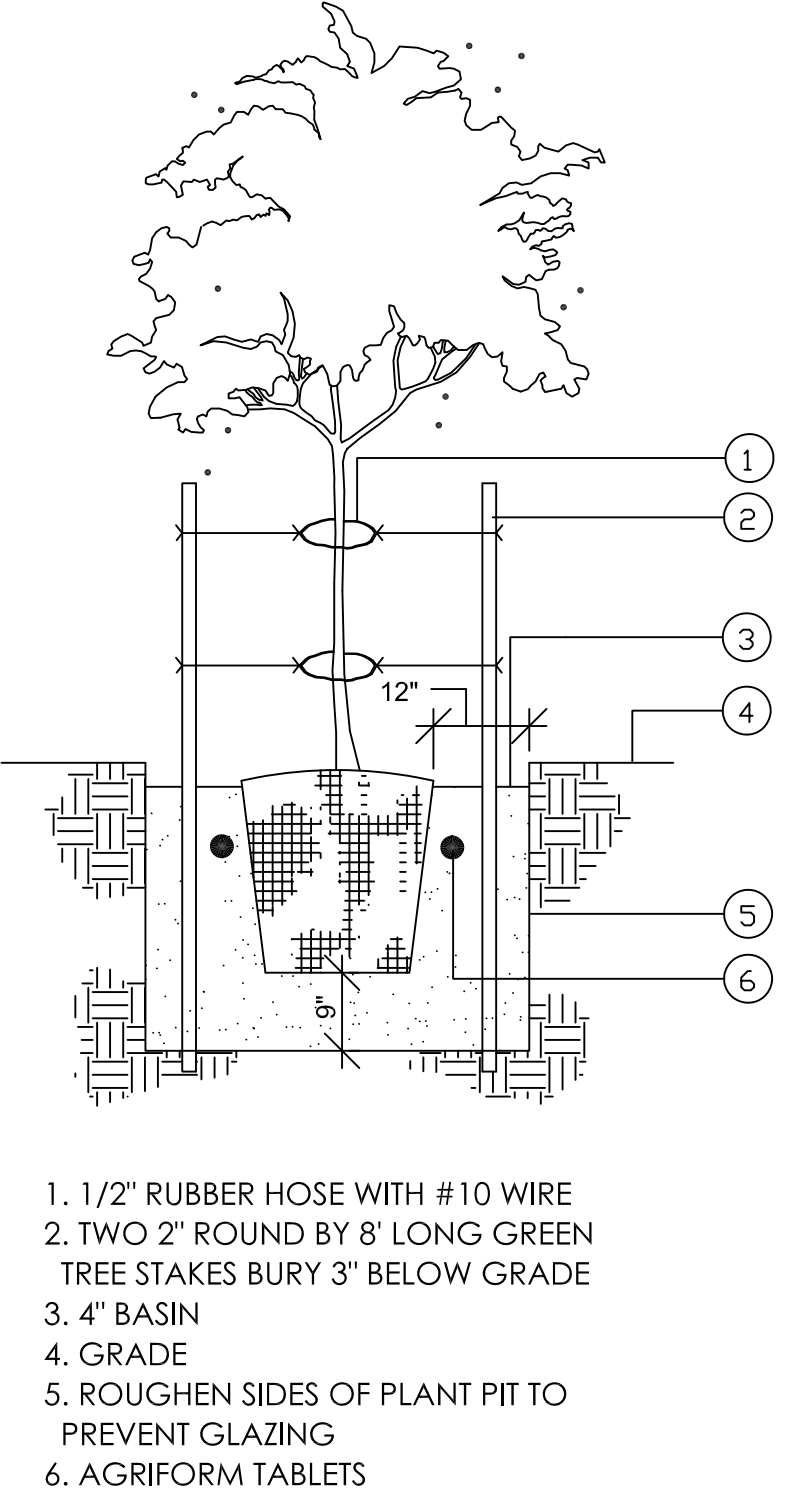 1
2
3
12"
4
5
6
9"
1. 1/2" RUBBER HOSE WITH #10 WIRE
2. TWO 2" ROUND BY 8' LONG GREEN
TREE STAKES BURY 3" BELOW GRADE
3. 4" BASIN
4. GRADE
5. ROUGHEN SIDES OF PLANT PIT TO
PREVENT GLAZING
6. AGRIFORM TABLETS